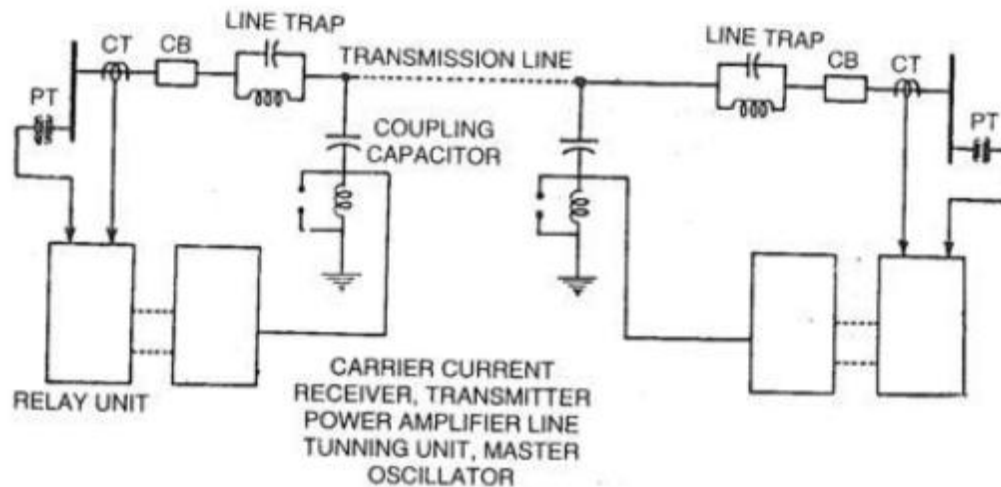 LINE TRAP
CT
CB
TRANSMISSION LINE
LINE TRAP
CB
CT
PT
PT
COUPLING
CAPACITOR
RELAY UNIT
CARRIER CURRENT
RECEIVER, TRANSMITTER
POWER AMPLIFIER LINE
TUNNING UNIT, MASTER
OSCILLATOR